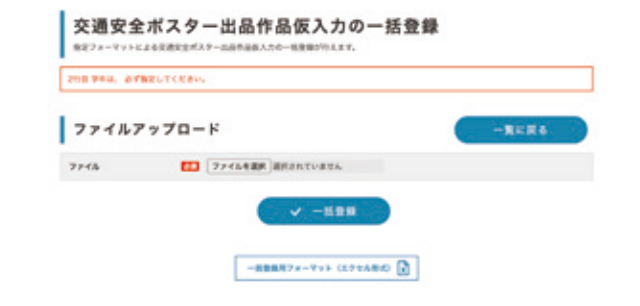 交通安全ポスター出品作品仮入力の一括登録
指定フォーマットによる交通安全ポスター出品作品仮入力の一括登録が行えます。
2行目 学年は、必ず指定してください。
ファイルアップロード
一覧に戻る
ファイル 必須 ファイルを選択 選択されていません
一括登録
一括登録用フォーマット（エクセル形式）